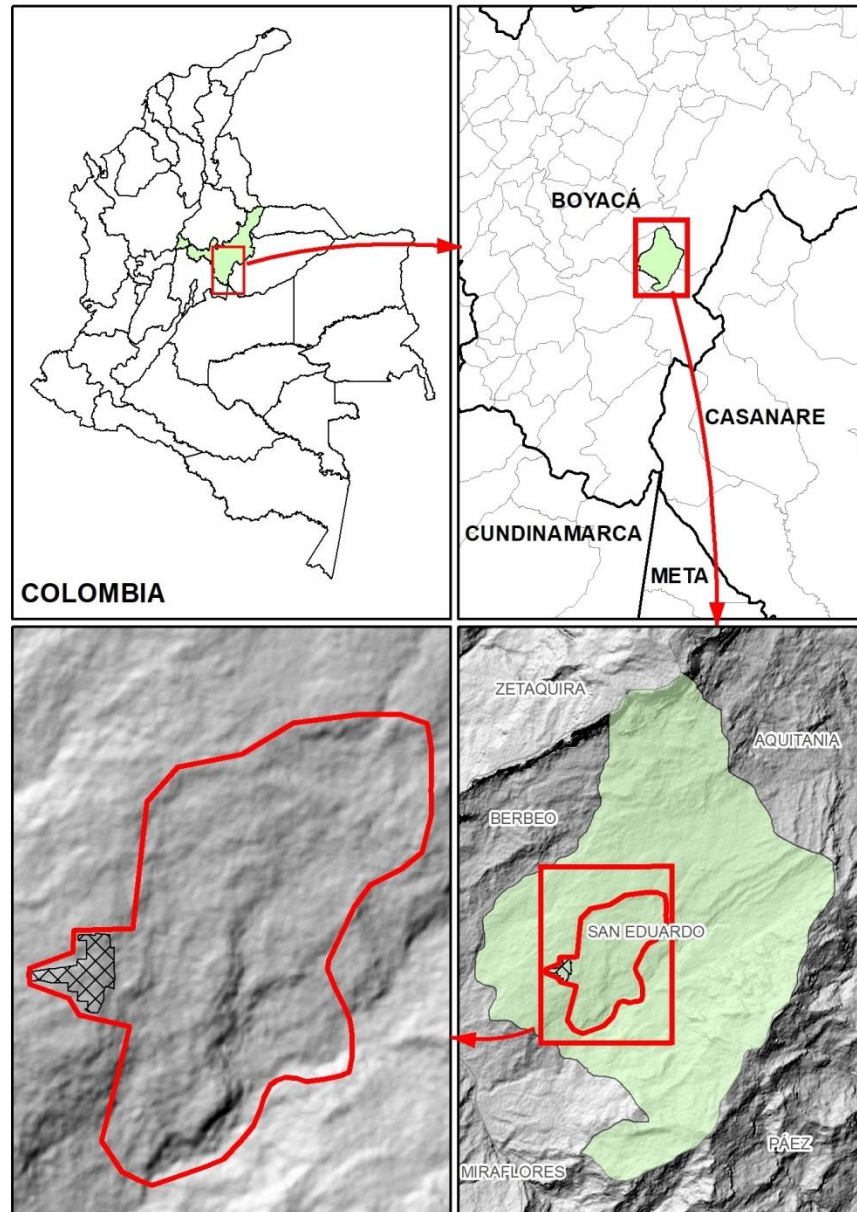 COLOMBIA
BOYACÁ
CASANARE
CUNDINAMARCA
META
ZETAQUIRA
AQUITANIA
BERBEO
SAN EDUARDO
PÁEZ
MIRAFLORES